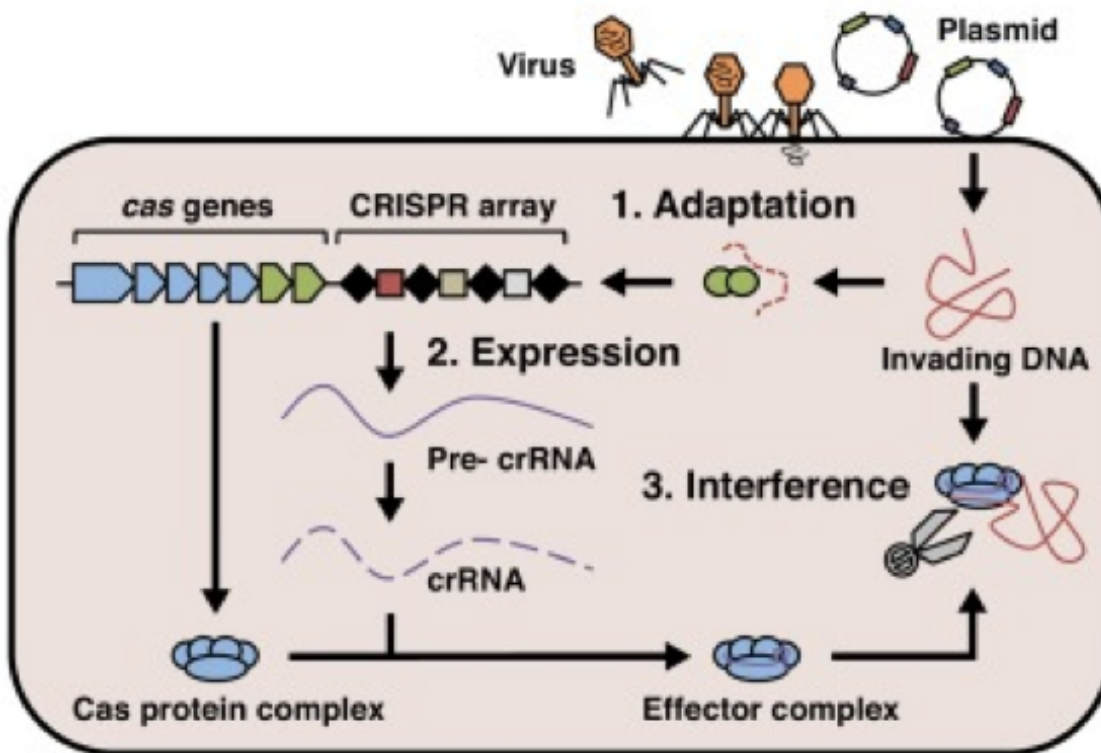 Virus
Plasmid
cas genes
CRISPR array
1. Adaptation
Invading DNA
2. Expression
Pre- crRNA
3. Interference
crRNA
Cas protein complex
Effector complex